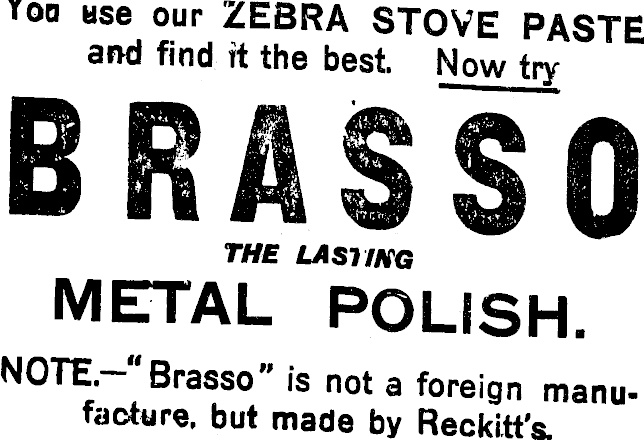 You use our ZEBRA STOVE PASTE
and find it the best. Now try
BRASSO
THE LASTING
METAL POLISH.
NOTE.—"Brasso" is not a foreign manu-
facture, but made by Reckitt's.